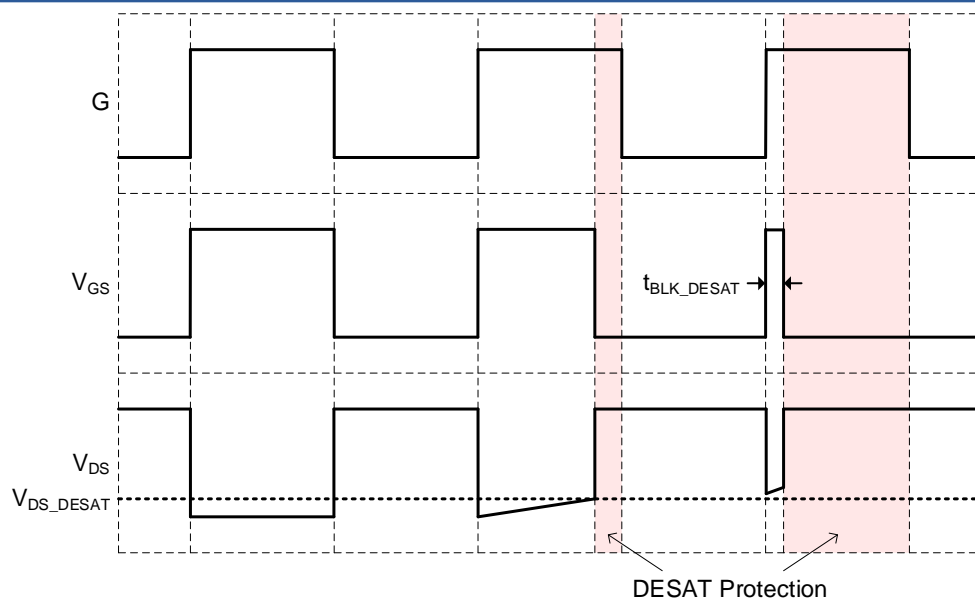 G
V_GS
t_BLK_DESAT
V_DS
V_DS_DESAT
DESAT Protection